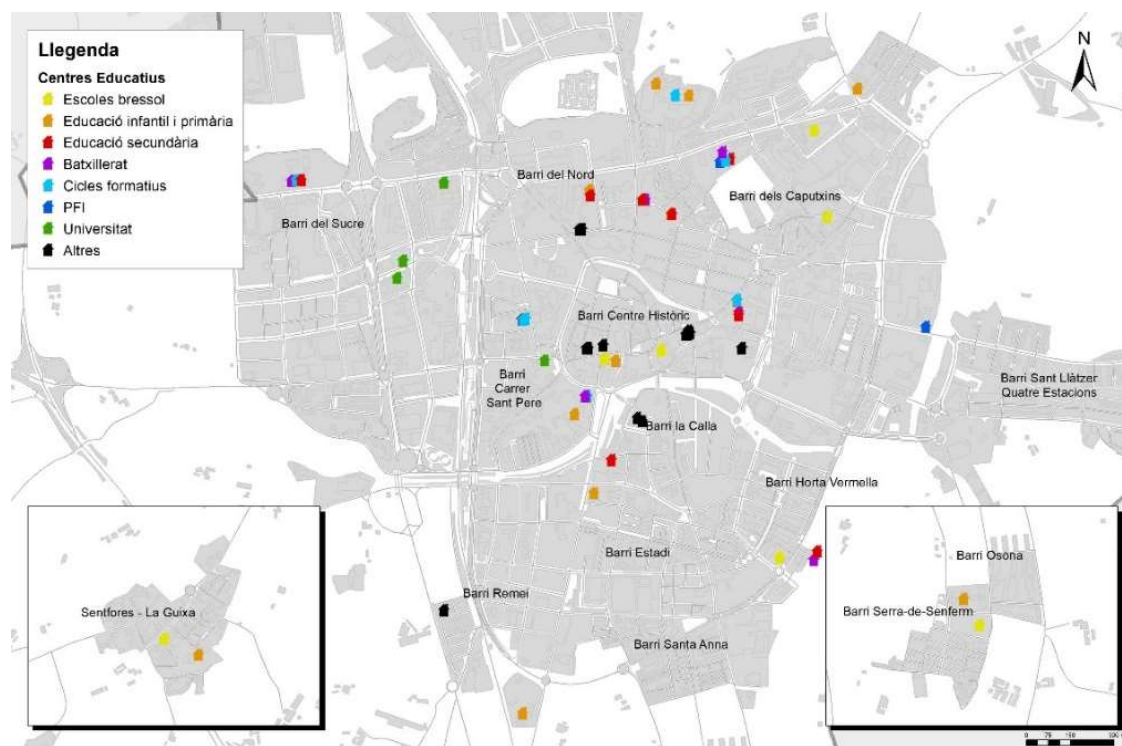 Llegenda
Centres Educatius
Escoles bressol
Educació infantil i primària
Educació secundària
Batxillerat
Cicles formatius
PFI
Universitat
Altres
N
Barri del Nord
Barri dels Caputxins
Barri del Sucre
Barri Centre Històric
Barri
Carrer
Sant Pere
Barri Sant Llàtzer
Quatre Estacions
Barri la Calla
Barri Horta Vermella
Barri Estadi
Barri Remei
Barri Santa Anna
Sentfores - La Guixa
Barri Osona
Barri Serra-de-Senferm
0 75 150